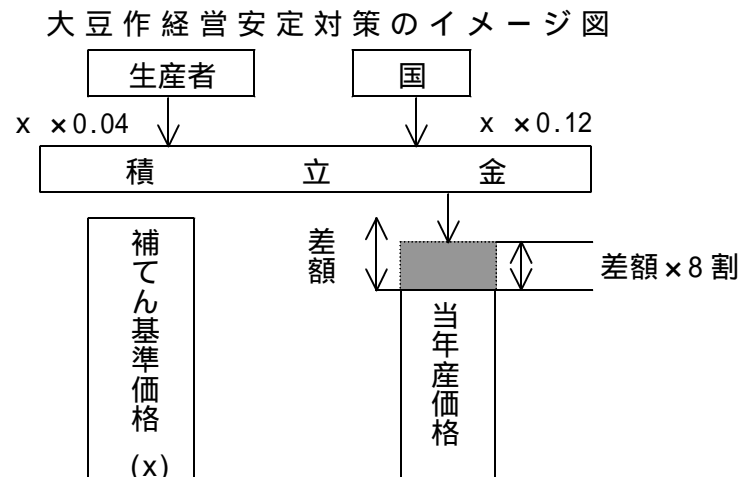 大豆作経営安定対策のイメージ図
生産者
国
x ×0.04
x ×0.12
積立金
差額
差額×8割
補てん基準価格
(x)
当年産価格